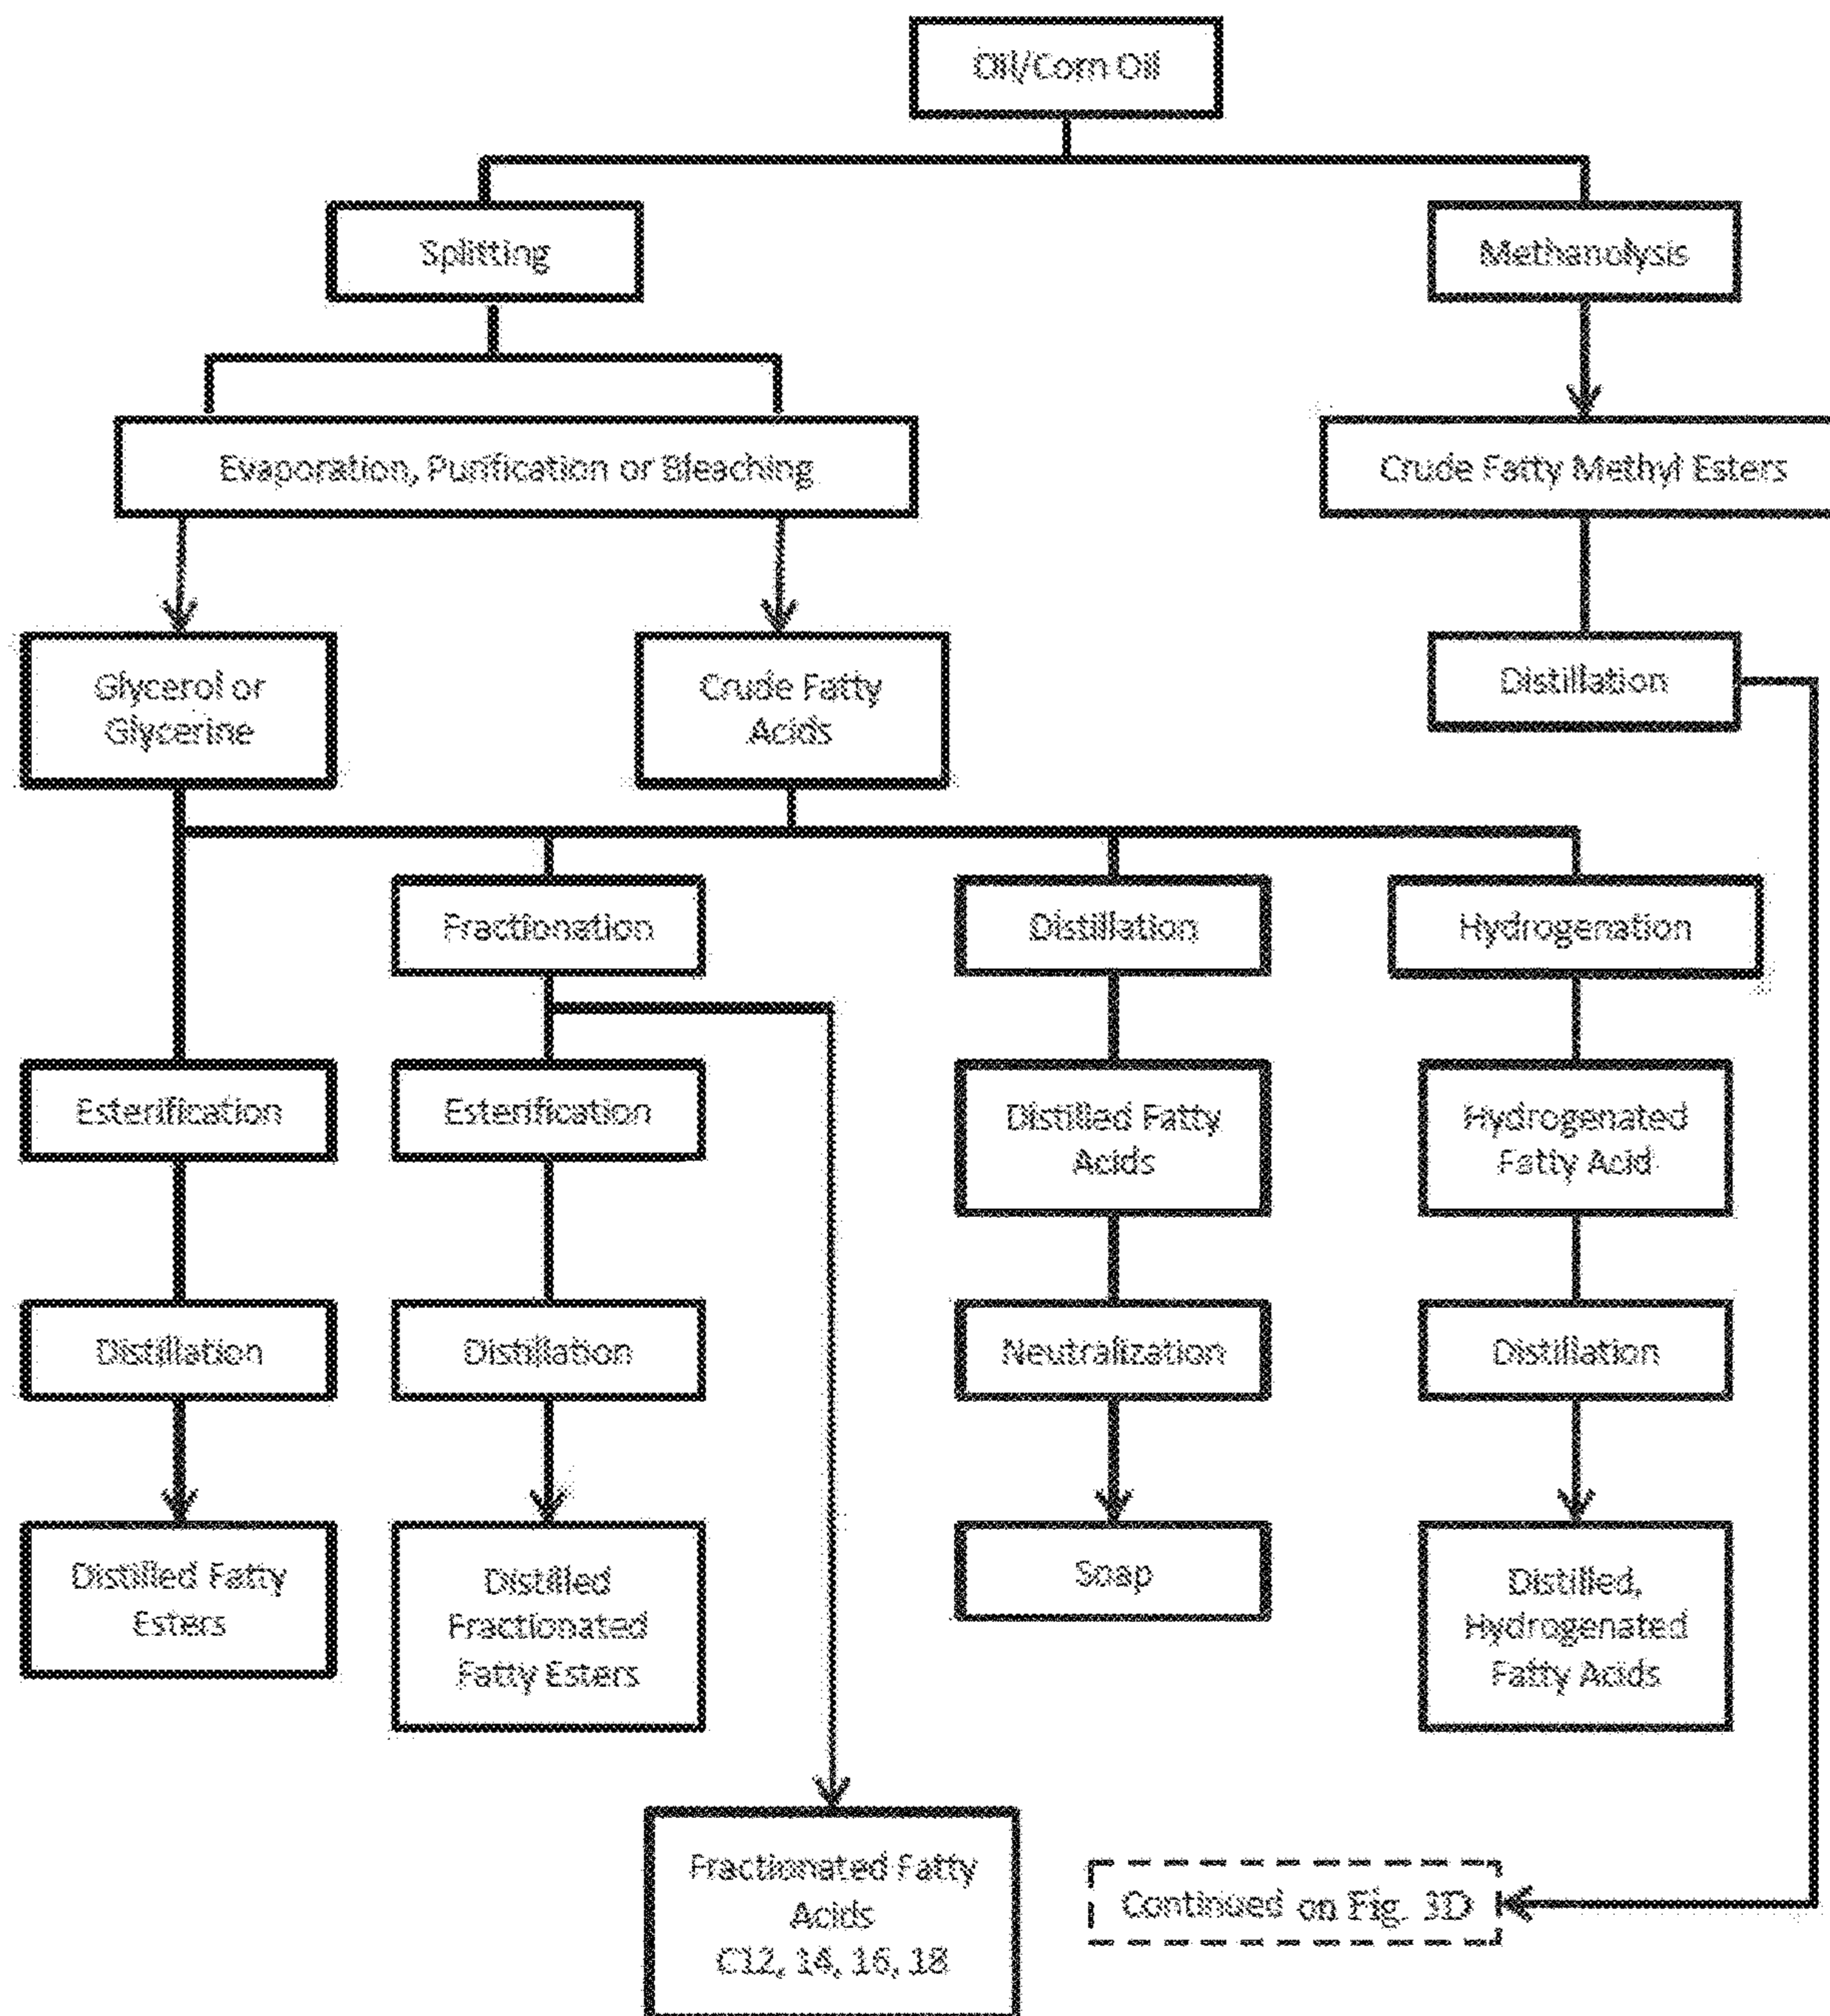 Oil/Corn Oil
Splitting
Methanolysis
Evaporation, Purification or Bleaching
Crude Fatty Methyl Esters
Glycerol or
Glycerine
Crude Fatty
Acids
Distillation
Fractionation
Distillation
Hydrogenation
Esterification
Esterification
Distilled Fatty
Acids
Hydrogenated
Fatty Acid
Distillation
Distillation
Neutralization
Distillation
Distilled Fatty
Esters
Distilled
Fractionated
Fatty Esters
Soap
Distilled,
Hydrogenated
Fatty Acids
Fractionated Fatty
Acids
C12, 14, 16, 18
Continued on Fig. 3D